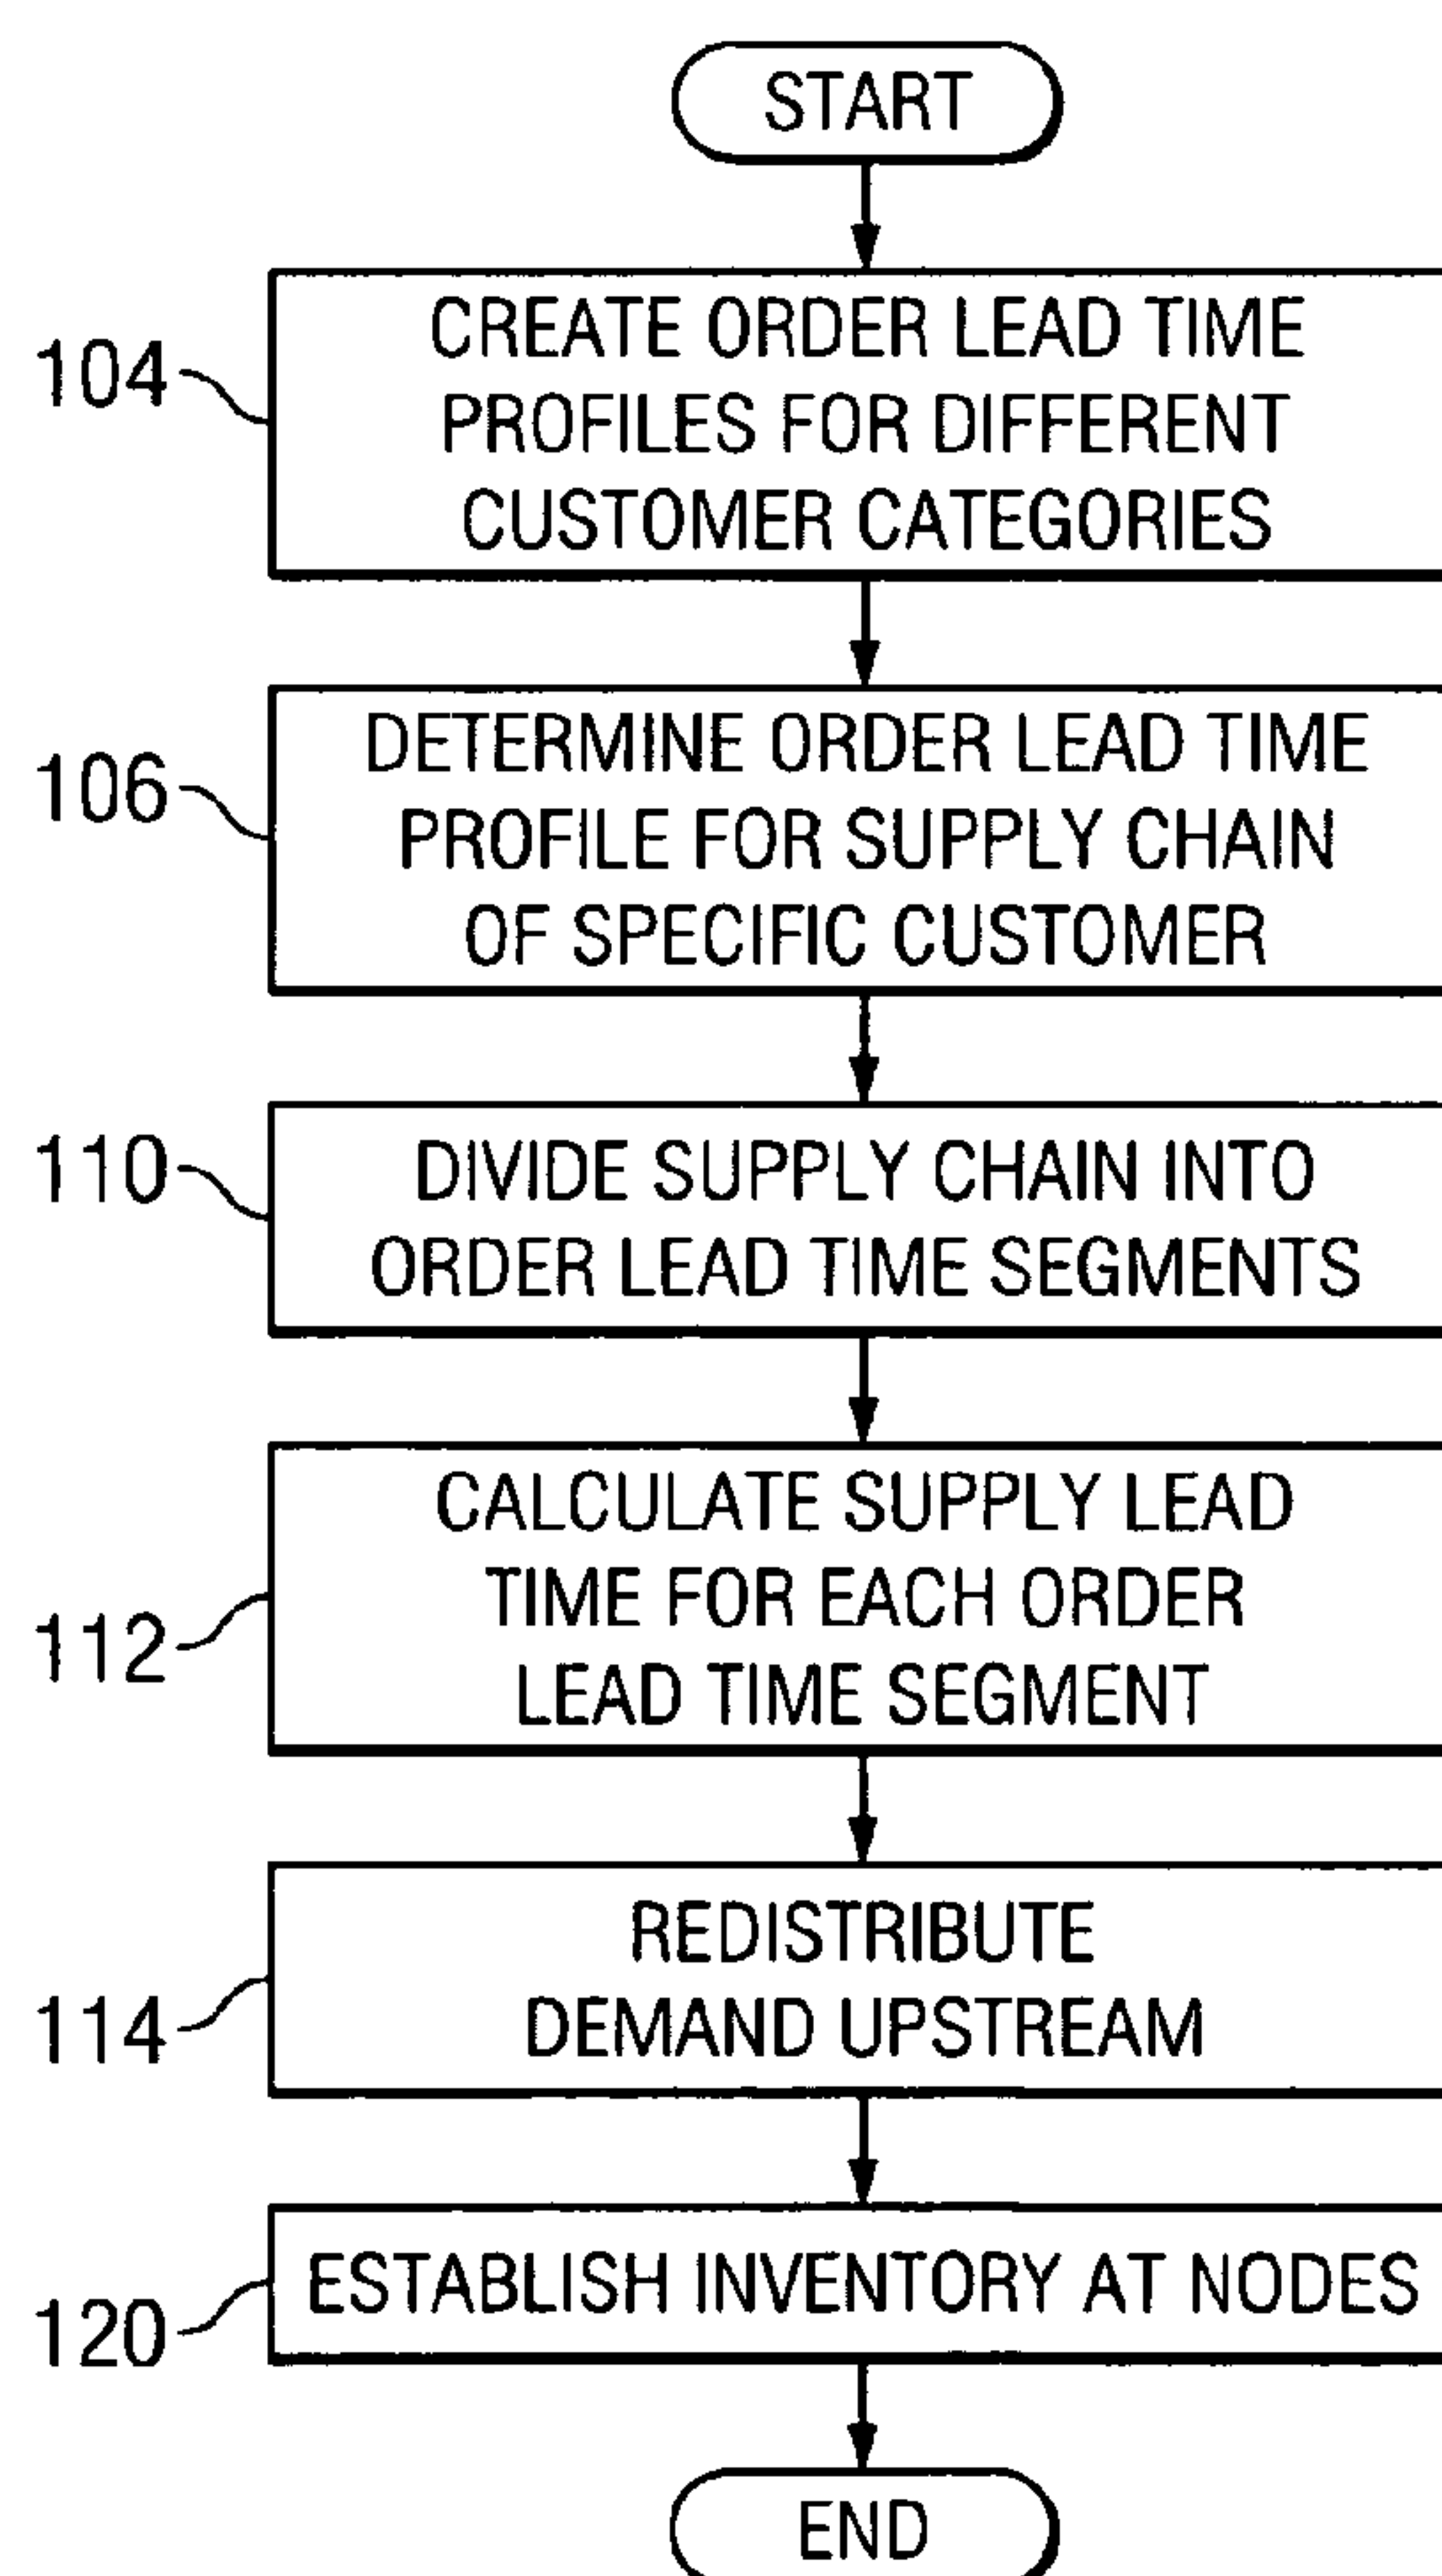 START
104
CREATE ORDER LEAD TIME
PROFILES FOR DIFFERENT
CUSTOMER CATEGORIES
106
DETERMINE ORDER LEAD TIME
PROFILE FOR SUPPLY CHAIN
OF SPECIFIC CUSTOMER
110
DIVIDE SUPPLY CHAIN INTO
ORDER LEAD TIME SEGMENTS
112
CALCULATE SUPPLY LEAD
TIME FOR EACH ORDER
LEAD TIME SEGMENT
114
REDISTRIBUTE
DEMAND UPSTREAM
120
ESTABLISH INVENTORY AT NODES
END